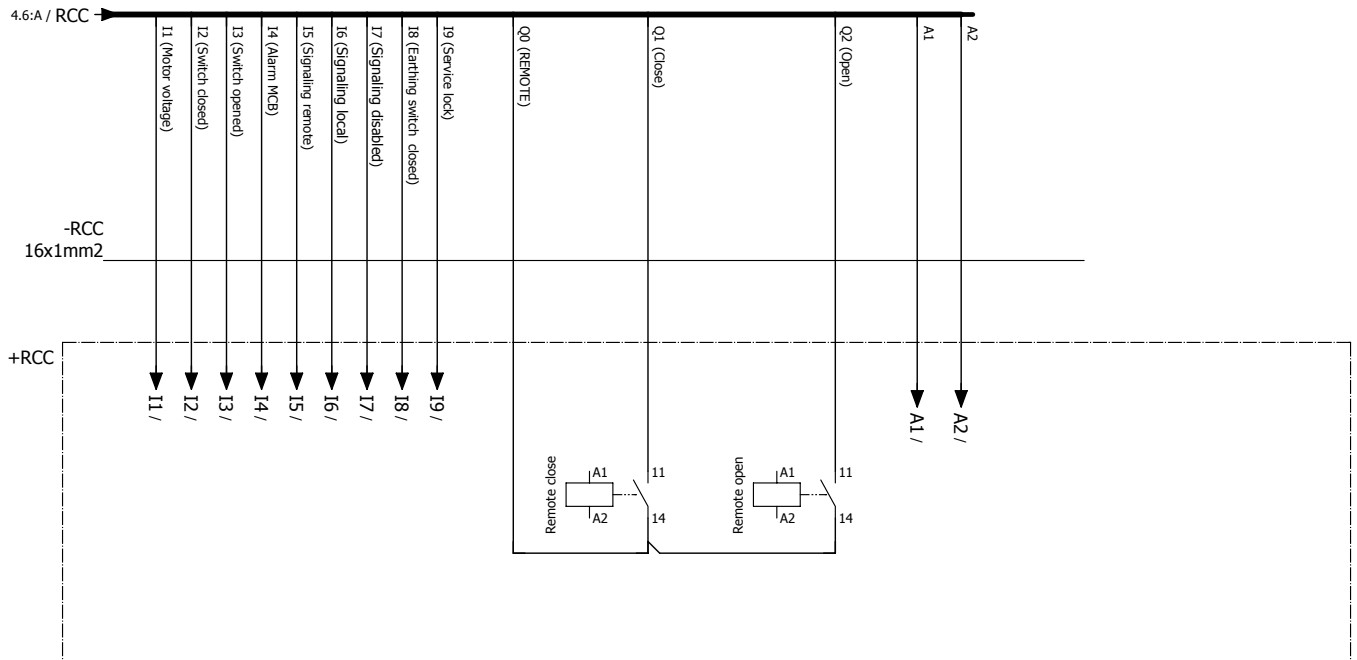 4.6:A / RCC
I1 (Motor voltage)
I2 (Switch closed)
I3 (Switch opened)
I4 (Alarm MCB)
I5 (Signaling remote)
I6 (Signaling local)
I7 (Signaling disabled)
I8 (Earthing switch closed)
I9 (Service lock)
Q0 (REMOTE)
Q1 (Close)
Q2 (Open)
A1
A2
-RCC
16x1mm2
+RCC
I1 /
I2 /
I3 /
I4 /
I5 /
I6 /
I7 /
I8 /
I9 /
A1 /
A2 /
Remote close
A1
A2
11
14
Remote open
A1
A2
11
14